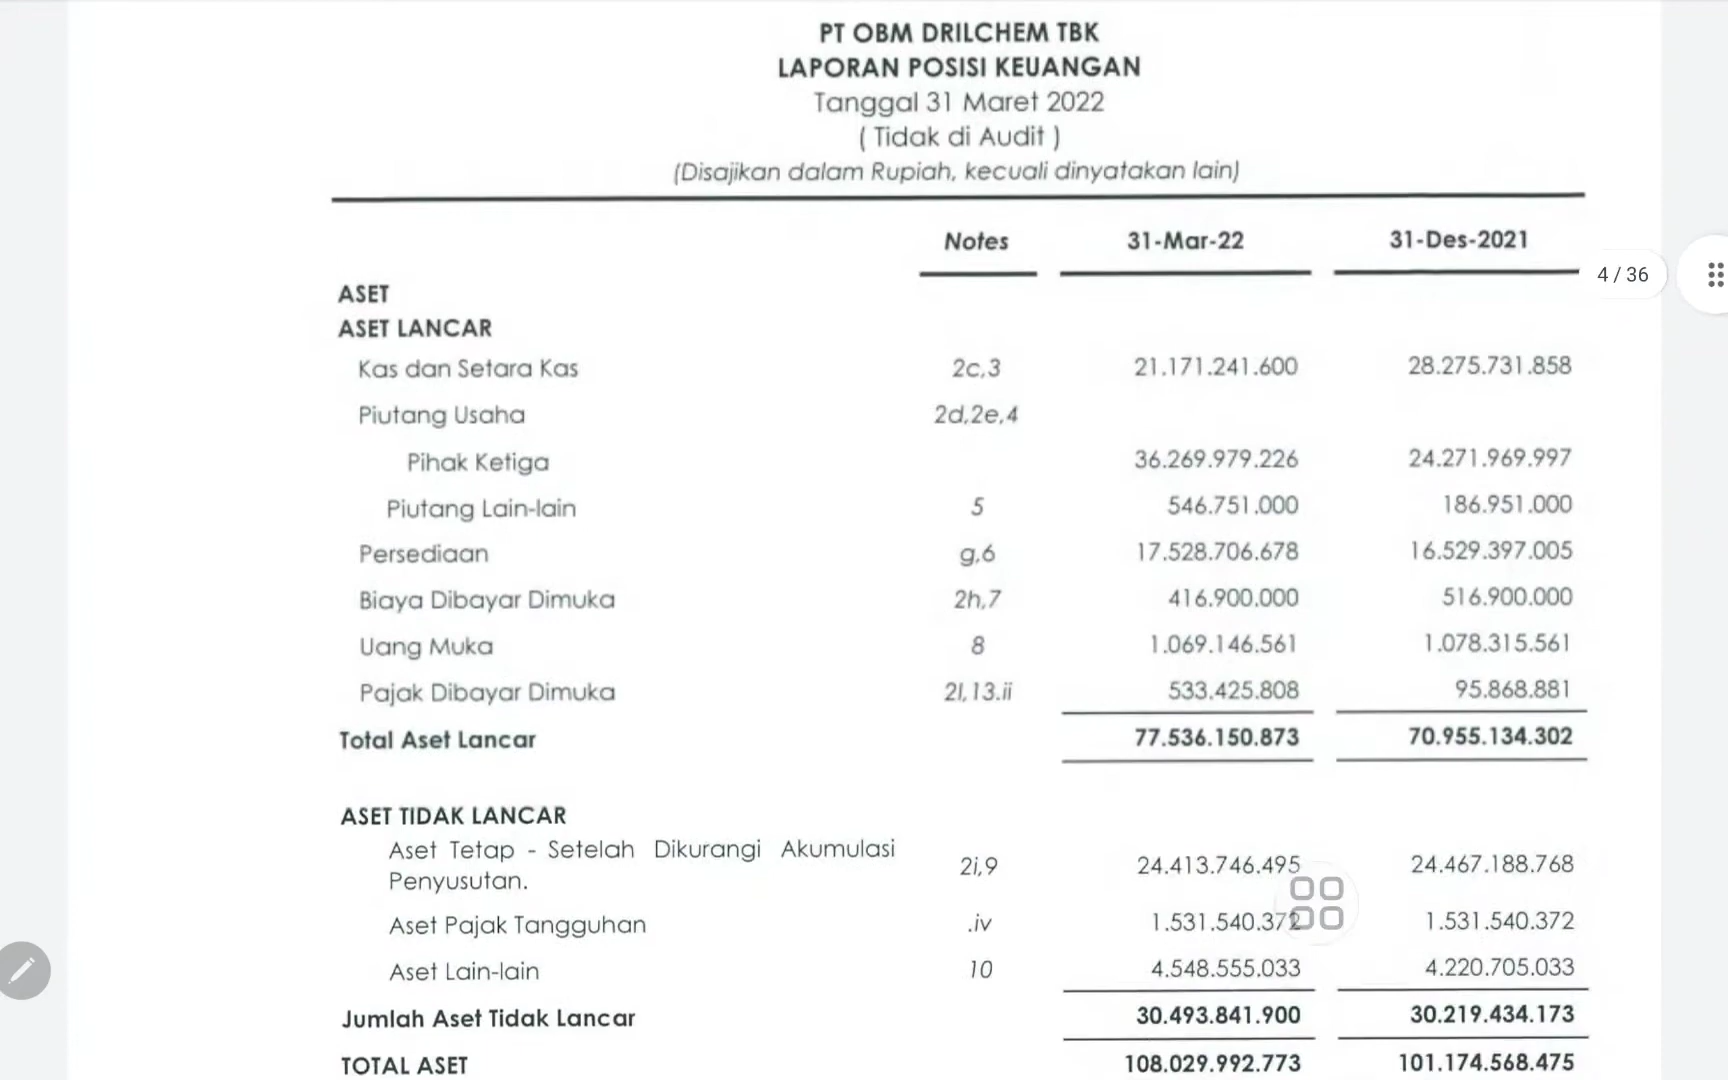 PT OBM DRILCHEM TBK
LAPORAN POSISI KEUANGAN
Tanggal 31 Maret 2022
( Tidak di Audit )
(Disajikan dalam Rupiah, kecuali dinyatakan lain)
Notes 31-Mar-22 31-Des-2021
4 / 36
ASET
ASET LANCAR
Kas dan Setara Kas 2c,3 21.171.241.600 28.275.731.858
Piutang Usaha 2d,2e,4
Pihak Ketiga 36.269.979.226 24.271.969.997
Piutang Lain-lain 5 546.751.000 186.951.000
Persediaan g,6 17.528.706.678 16.529.397.005
Biaya Dibayar Dimuka 2h,7 416.900.000 516.900.000
Uang Muka 8 1.069.146.561 1.078.315.561
Pajak Dibayar Dimuka 2l,13.ii 533.425.808 95.868.881
Total Aset Lancar 77.536.150.873 70.955.134.302
ASET TIDAK LANCAR
Aset Tetap - Setelah Dikurangi Akumulasi
Penyusutan. 2i,9 24.413.746.495 24.467.188.768
Aset Pajak Tangguhan .iv 1.531.540.372 1.531.540.372
Aset Lain-lain 10 4.548.555.033 4.220.705.033
Jumlah Aset Tidak Lancar 30.493.841.900 30.219.434.173
TOTAL ASET 108.029.992.773 101.174.568.475